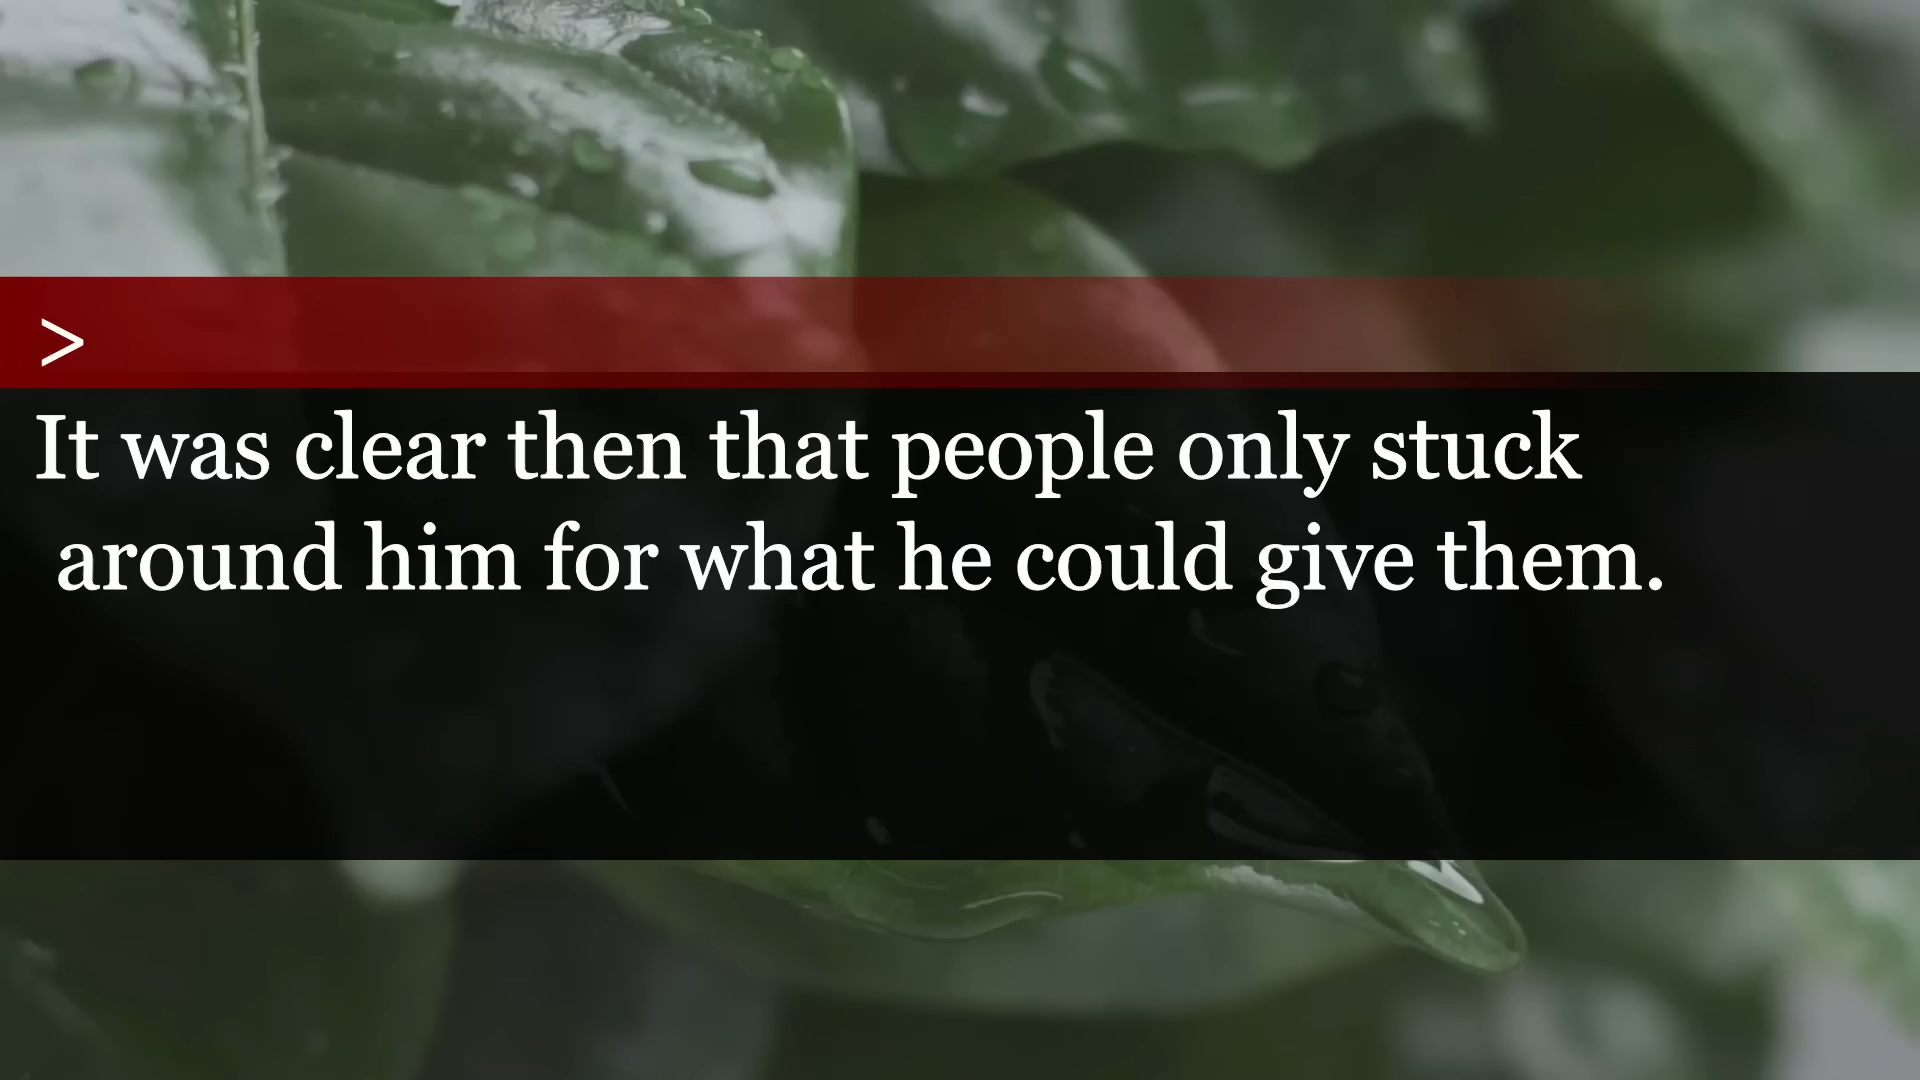 >
It was clear then that people only stuck
around him for what he could give them.